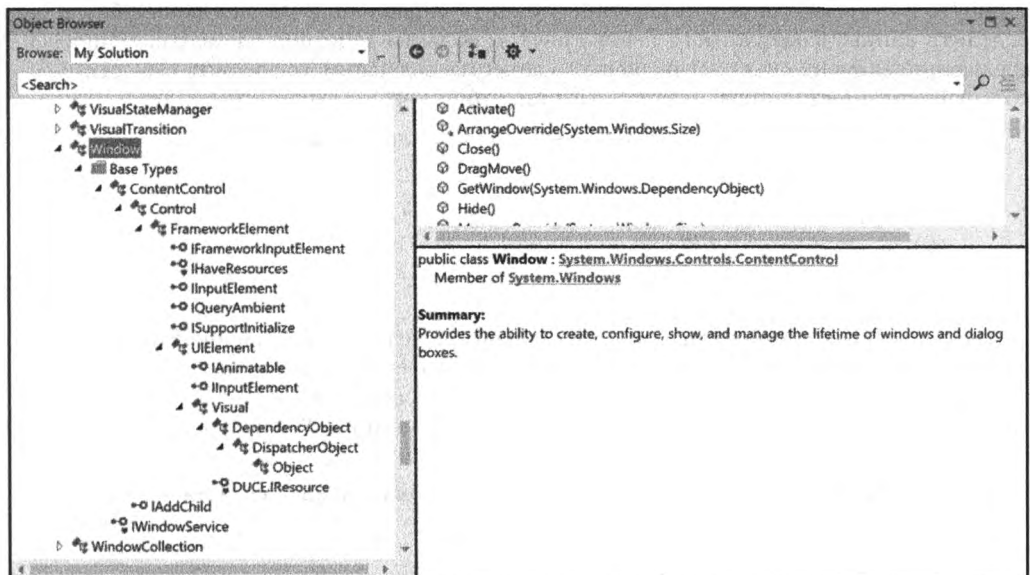 Object Browser
Browse: My Solution
<Search>
VisualStateManager
VisualTransition
Window
Base Types
ContentControl
Control
FrameworkElement
IFrameworkInputElement
IHaveResources
IInputElement
IQueryAmbient
ISupportInitialize
UIElement
IAnimatable
IInputElement
Visual
DependencyObject
DispatcherObject
Object
DUCE.IResource
IAddChild
IWindowService
WindowCollection
Activate()
ArrangeOverride(System.Windows.Size)
Close()
DragMove()
GetWindow(System.Windows.DependencyObject)
Hide()
public class Window : System.Windows.Controls.ContentControl
Member of System.Windows
Summary:
Provides the ability to create, configure, show, and manage the lifetime of windows and dialog
boxes.